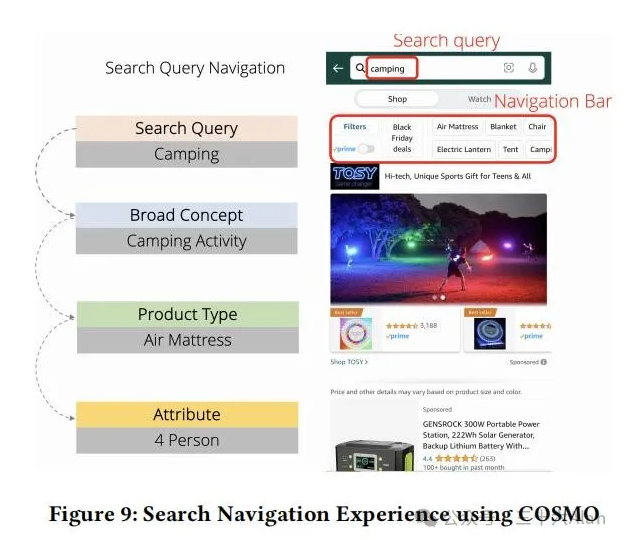 Search query
Search Query Navigation
camping
Shop
Watch
Navigation Bar
Search Query
Camping
Filters
prime
Black
Friday
deals
Air Mattress
Blanket
Chair
Electric Lantern
Tent
Camp
TOSY
Hi-tech, Unique Sports Gift for Teens & All
Broad Concept
Camping Activity
Product Type
Air Mattress
Best seller
3,188
prime
Best seller
prime
Shop TOSY >
Sponsored
Price and other details may vary based on product size and color.
Attribute
4 Person
Sponsored
GENSROCK 300W Portable Power
Station, 222Wh Solar Generator,
Backup Lithium Battery With...
4.4
(263)
100+ bought in past month
Figure 9: Search Navigation Experience using COSMO